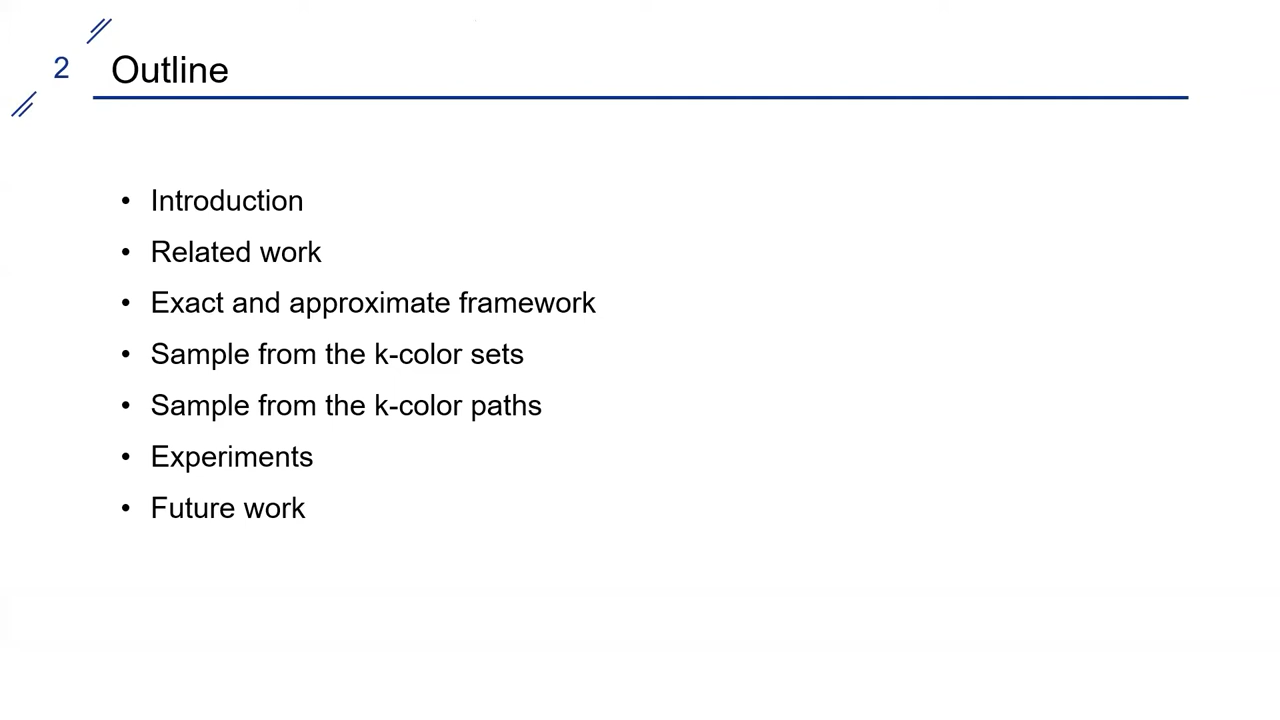 2
Outline
• Introduction
• Related work
• Exact and approximate framework
• Sample from the k-color sets
• Sample from the k-color paths
• Experiments
• Future work